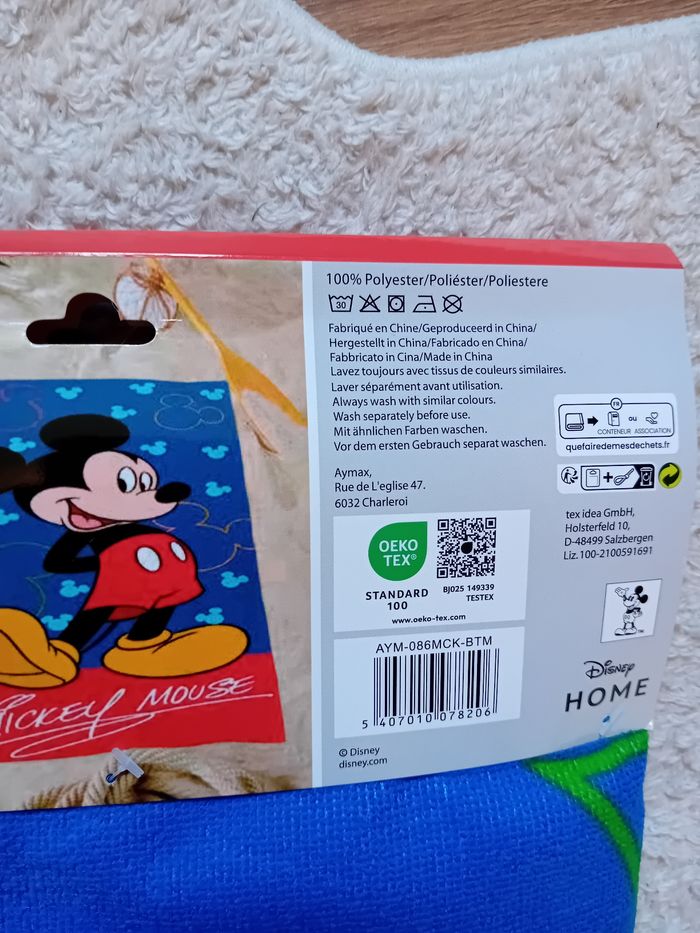 100% Polyester/Poliéster/Poliestere
30
Fabriqué en Chine/Geproduceerd in China/
Hergestellt in China/Fabricado en China/
Fabbricato in Cina/Made in China
Lavez toujours avec tissus de couleurs similaires.
Laver séparément avant utilisation.
Always wash with similar colours.
Wash separately before use.
Mit ähnlichen Farben waschen.
Vor dem ersten Gebrauch separat waschen.
Aymax,
Rue de L'eglise 47.
6032 Charleroi
OEKO
TEX®
STANDARD
100
BJ025 149339
TESTEX
www.oeko-tex.com
AYM-086MCK-BTM
5 407010 078206
© Disney
disney.com
FR
ou
CONTENEUR ASSOCIATION
quefairedemesdechets.fr
+
tex idea GmbH,
Holsterfeld 10,
D-48499 Salzbergen
Liz.100-2100591691
TM
Disney
HOME
MICKEY MOUSE